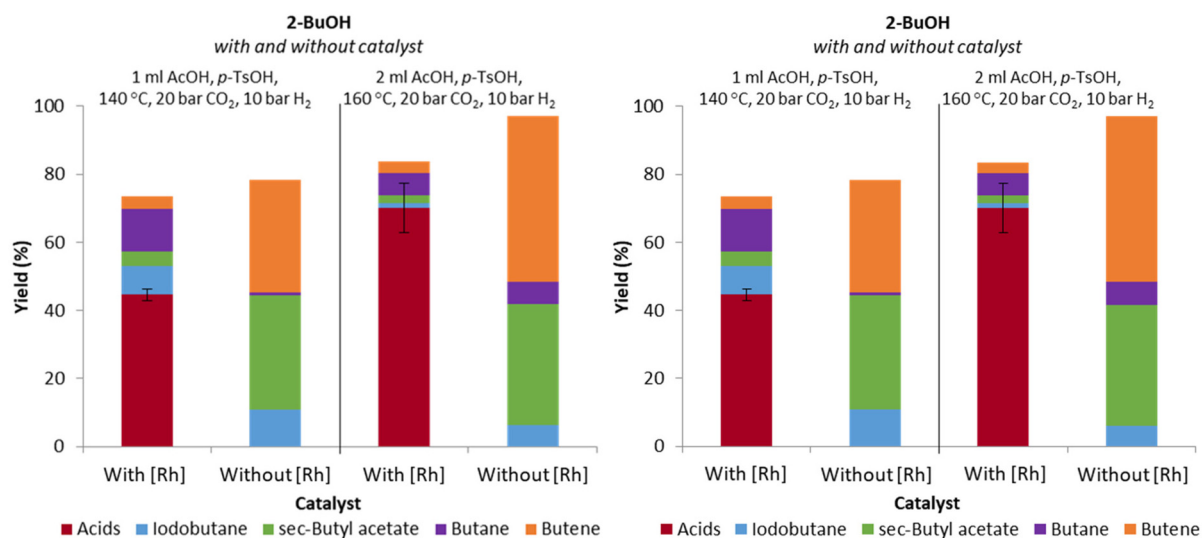 2-BuOH
with and without catalyst
1 ml AcOH, p-TsOH,
140 °C, 20 bar CO₂, 10 bar H₂
2 ml AcOH, p-TsOH,
160 °C, 20 bar CO₂, 10 bar H₂
Yield (%)
100
80
60
40
20
0
With [Rh]
Without [Rh]
With [Rh]
Without [Rh]
Catalyst
Acids
Iodobutane
sec-Butyl acetate
Butane
Butene
2-BuOH
with and without catalyst
1 ml AcOH, p-TsOH,
140 °C, 20 bar CO₂, 10 bar H₂
2 ml AcOH, p-TsOH,
160 °C, 20 bar CO₂, 10 bar H₂
Yield (%)
100
80
60
40
20
0
With [Rh]
Without [Rh]
With [Rh]
Without [Rh]
Catalyst
Acids
Iodobutane
sec-Butyl acetate
Butane
Butene